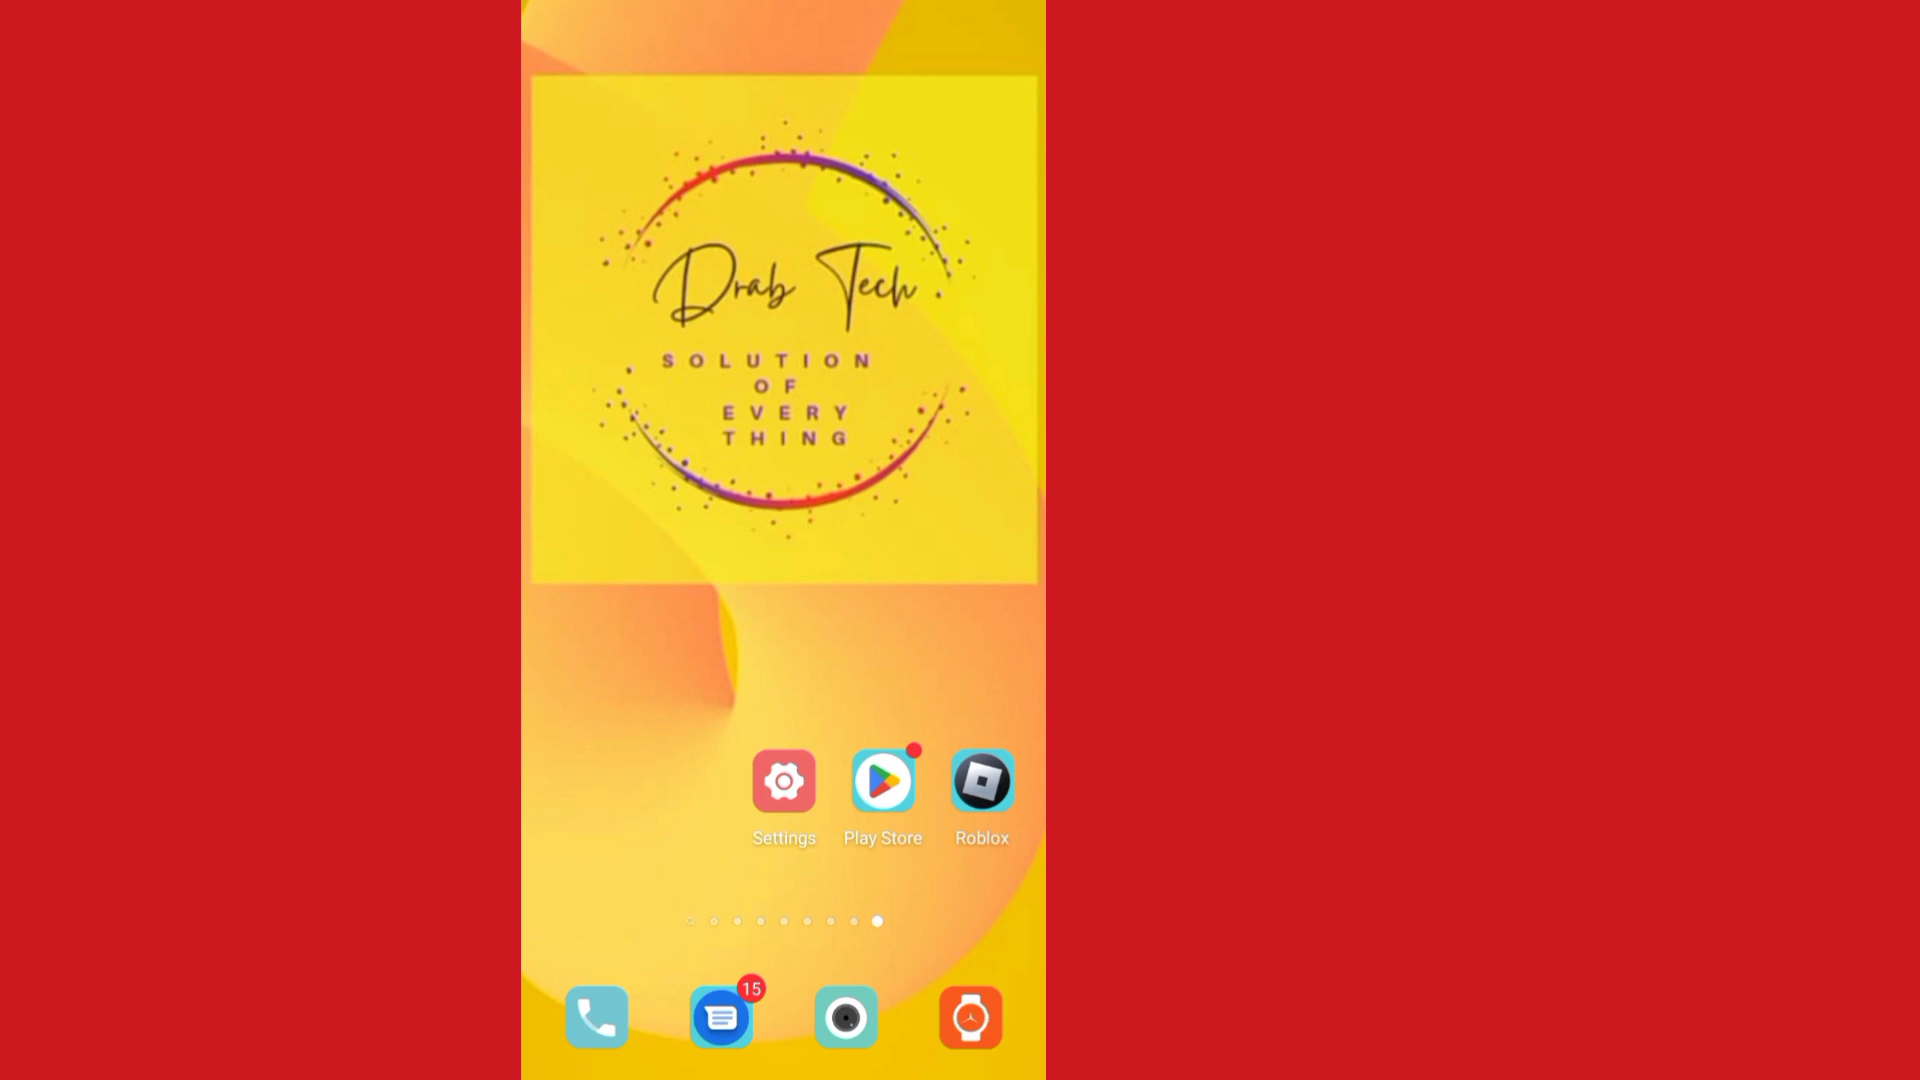 Drab Tech
SOLUTION
OF
EVERY
THING
Settings
Play Store
Roblox
15